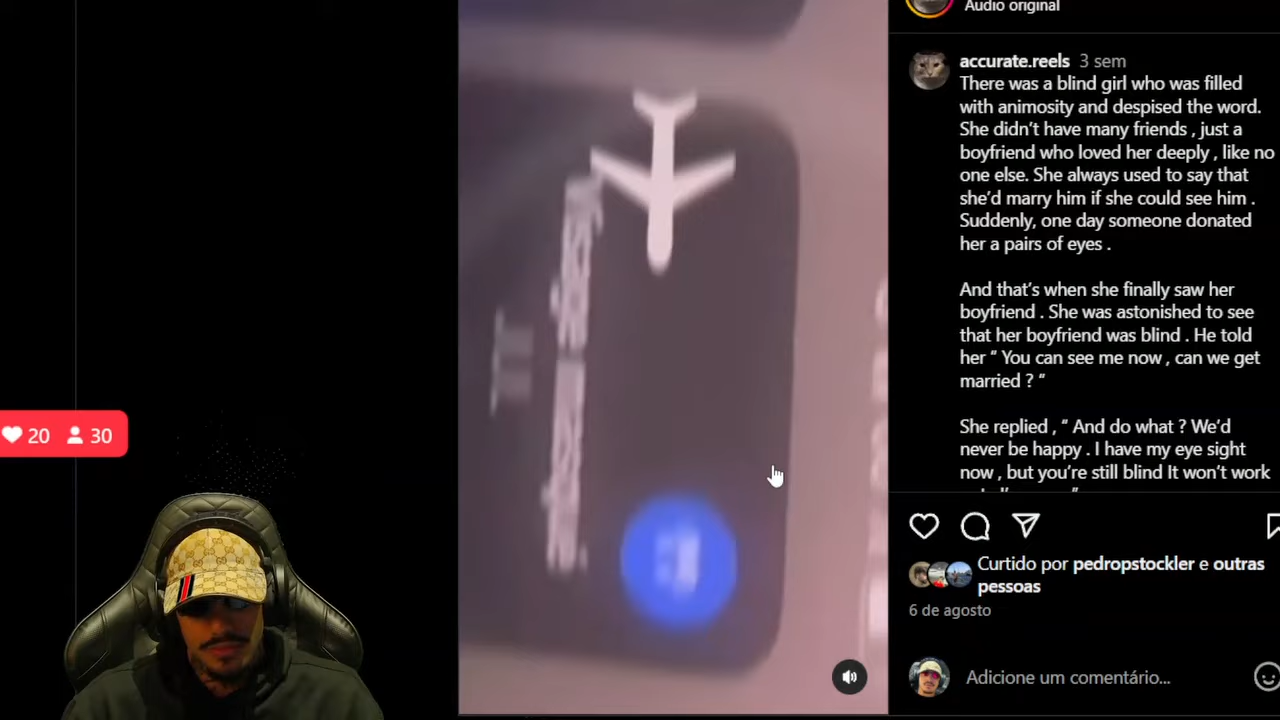 Audio original
accurate.reels 3 sem
There was a blind girl who was filled
with animosity and despised the word.
She didn’t have many friends , just a
boyfriend who loved her deeply , like no
one else. She always used to say that
she’d marry him if she could see him .
Suddenly, one day someone donated
her a pairs of eyes .
And that’s when she finally saw her
boyfriend . She was astonished to see
that her boyfriend was blind . He told
her “ You can see me now , can we get
married ? “
She replied , “ And do what ? We’d
never be happy . I have my eye sight
now , but you’re still blind It won’t work
20 30
Curtido por pedropstockler e outras
pessoas
6 de agosto
Adicione um comentário...